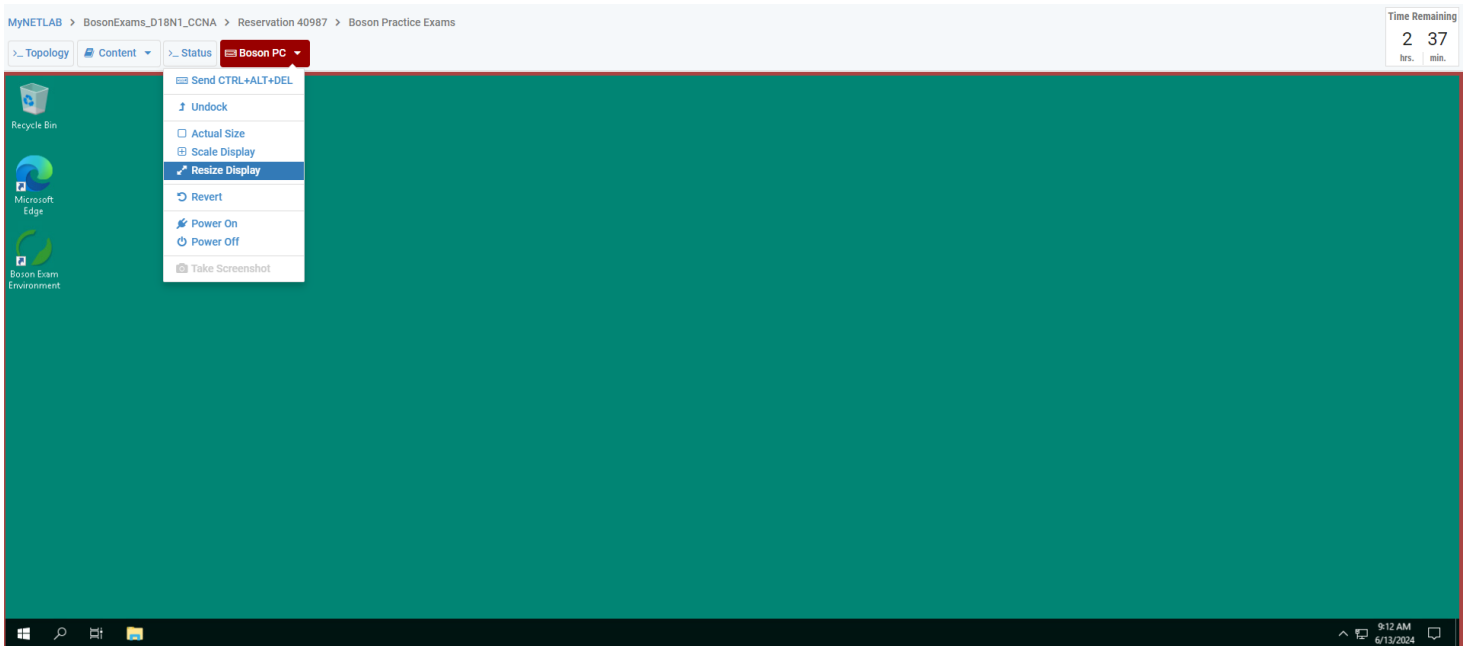 MyNETLAB > BosonExams_D18N1_CCNA > Reservation 40987 > Boson Practice Exams
Time Remaining
2 37
hrs. min.
>_ Topology Content >_ Status Boson PC
Send CTRL+ALT+DEL
Undock
Actual Size
Scale Display
Resize Display
Revert
Power On
Power Off
Take Screenshot
Recycle Bin
Microsoft
Edge
Boson Exam
Environment
9:12 AM
6/13/2024